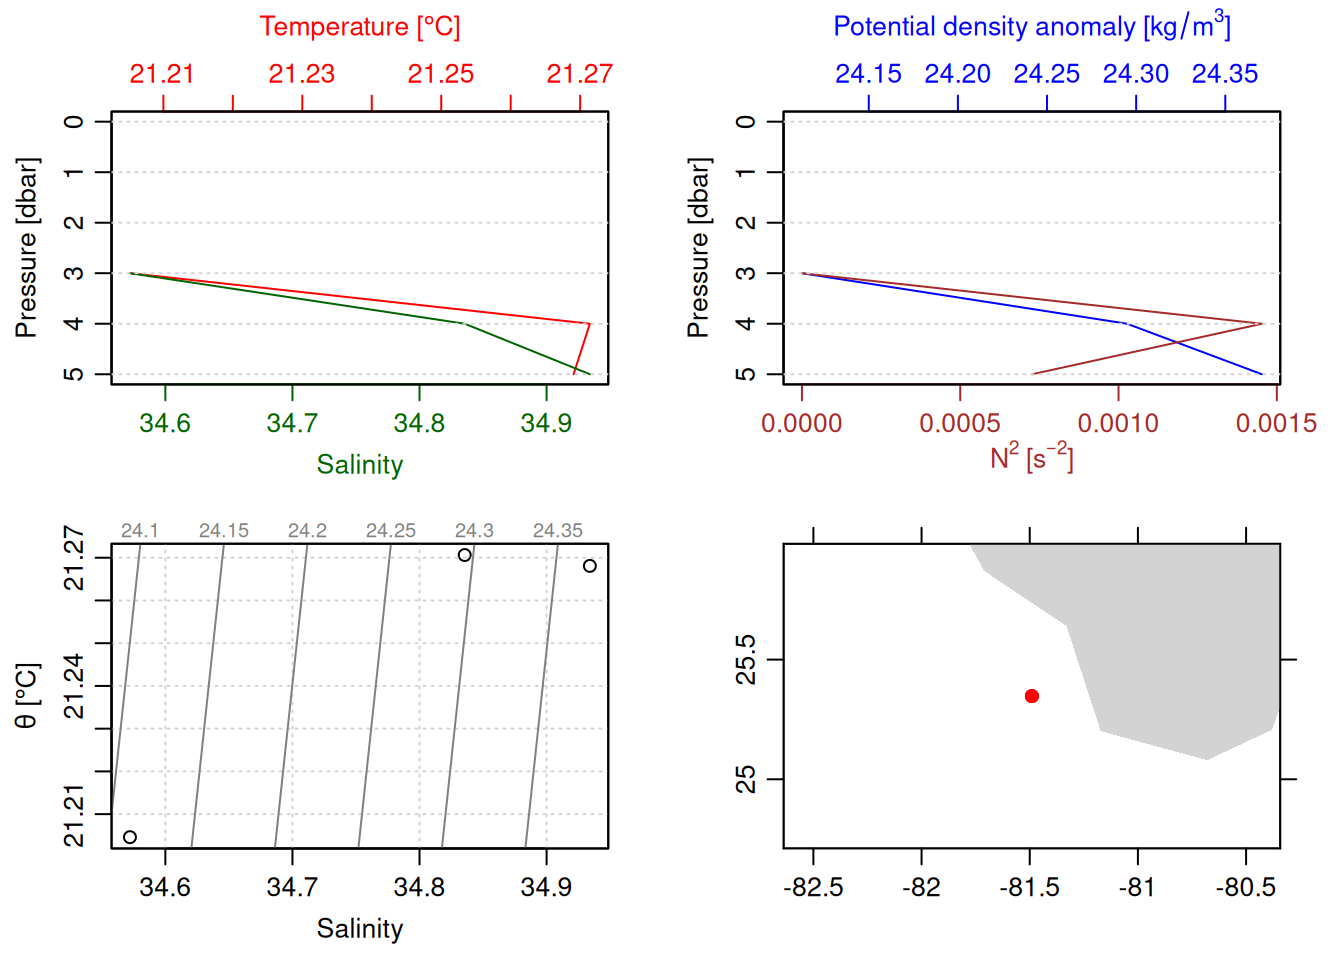 Temperature [°C]
21.21 21.23 21.25 21.27
Pressure [dbar]
0
1
2
3
4
5
34.6 34.7 34.8 34.9
Salinity
Potential density anomaly [kg/m³]
24.15 24.20 24.25 24.30 24.35
Pressure [dbar]
0
1
2
3
4
5
0.0000 0.0005 0.0010 0.0015
N² [s⁻²]
24.1 24.15 24.2 24.25 24.3 24.35
θ [°C]
21.27
21.24
21.21
34.6 34.7 34.8 34.9
Salinity
25.5
25
-82.5 -82 -81.5 -81 -80.5